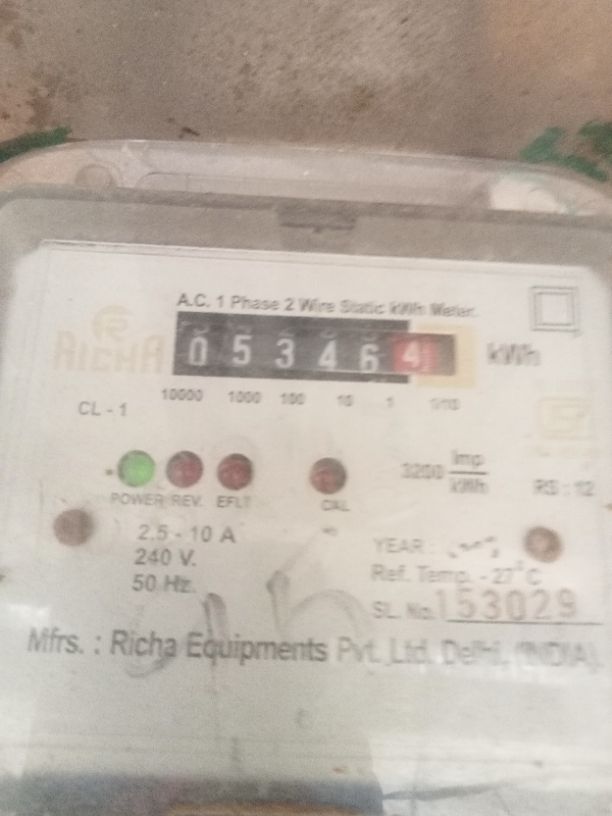 A.C. 1 Phase 2 Wire Static kWh Meter.
R
RICHA
0 5 3 4 6 4
kWh
10000 1000 100 10 1 1/10
CL - 1
3200 Imp/kWh
RS : 12
POWER REV. EFLT CAL
2.5 - 10 A
240 V.
50 Hz.
YEAR :
Ref. Temp. - 27°C
SL. No. 153029
Mfrs. : Richa Equipments Pvt. Ltd. Delhi. (INDIA)